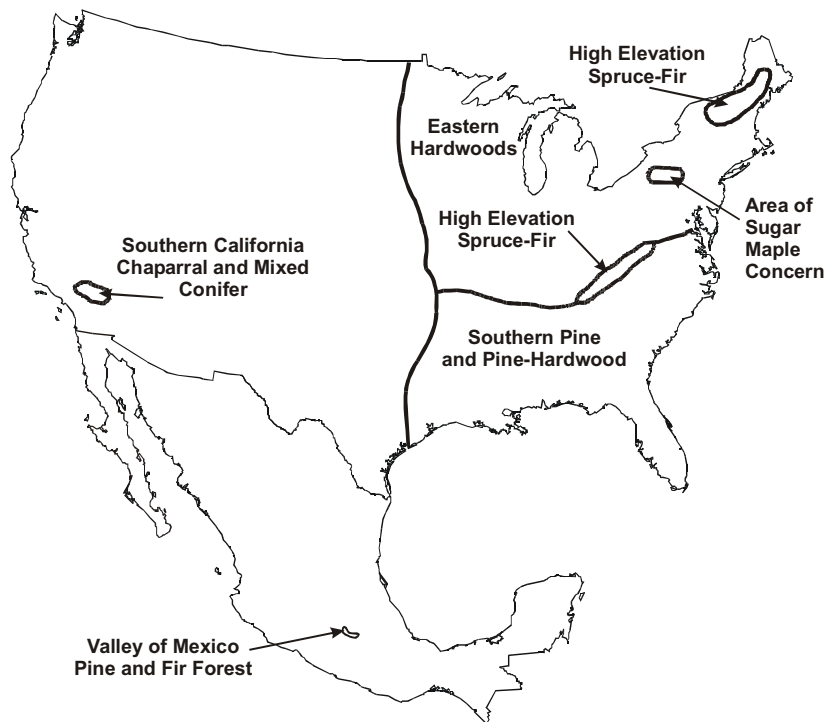 High Elevation
Spruce-Fir
Eastern
Hardwoods
Area of
Sugar
Maple
Concern
High Elevation
Spruce-Fir
Southern California
Chaparral and Mixed
Conifer
Southern Pine
and Pine-Hardwood
Valley of Mexico
Pine and Fir Forest